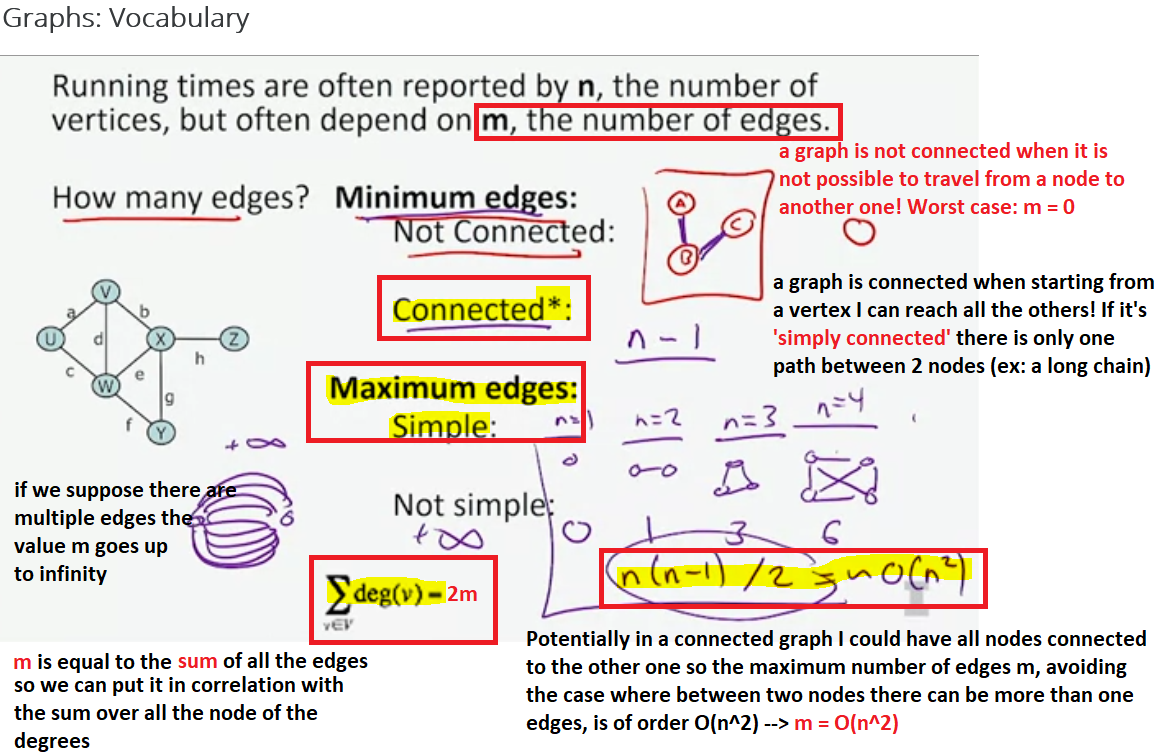 Graphs: Vocabulary
Running times are often reported by n, the number of
vertices, but often depend on m, the number of edges.
a graph is not connected when it is
not possible to travel from a node to
another one! Worst case: m = 0
How many edges? Minimum edges:
Not Connected:
0
A
C
B
a graph is connected when starting from
a vertex I can reach all the others! If it's
'simply connected' there is only one
path between 2 nodes (ex: a long chain)
Connected*:
n - 1
V
a
b
U
d
X
Z
h
c
e
W
g
f
Y
Maximum edges:
Simple:
n=1
n=2
n=3
n=4
+∞
if we suppose there are
multiple edges the
value m goes up
to infinity
Not simple:
+∞
0
1
3
6
n(n-1)/2
O(n²)
∑ deg(v) = 2m
v∈V
m is equal to the sum of all the edges
so we can put it in correlation with
the sum over all the node of the
degrees
Potentially in a connected graph I could have all nodes connected
to the other one so the maximum number of edges m, avoiding
the case where between two nodes there can be more than one
edges, is of order O(n^2) --> m = O(n^2)